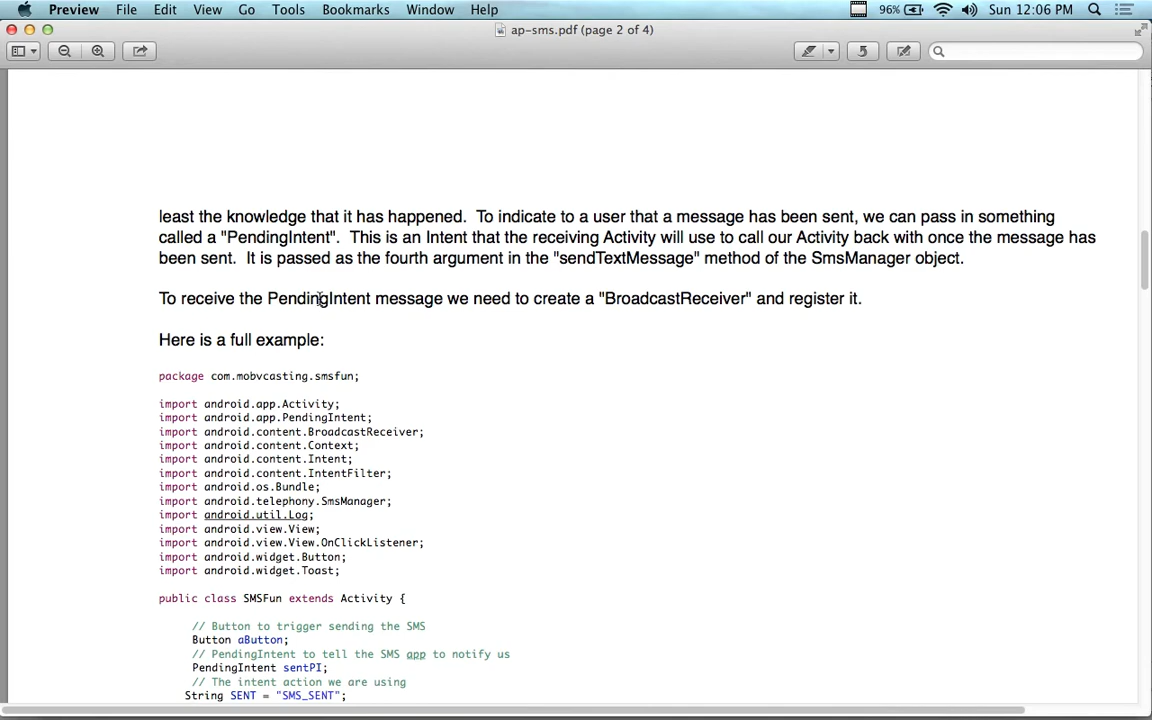 Preview File Edit View Go Tools Bookmarks Window Help 96% Sun 12:06 PM
ap-sms.pdf (page 2 of 4)
least the knowledge that it has happened.  To indicate to a user that a message has been sent, we can pass in something
called a "PendingIntent".  This is an Intent that the receiving Activity will use to call our Activity back with once the message has
been sent.  It is passed as the fourth argument in the "sendTextMessage" method of the SmsManager object.
To receive the PendingIntent message we need to create a "BroadcastReceiver" and register it.
Here is a full example:
package com.mobvcasting.smsfun;
import android.app.Activity;
import android.app.PendingIntent;
import android.content.BroadcastReceiver;
import android.content.Context;
import android.content.Intent;
import android.content.IntentFilter;
import android.os.Bundle;
import android.telephony.SmsManager;
import android.util.Log;
import android.view.View;
import android.view.View.OnClickListener;
import android.widget.Button;
import android.widget.Toast;
public class SMSFun extends Activity {
// Button to trigger sending the SMS
Button aButton;
// PendingIntent to tell the SMS app to notify us
PendingIntent sentPI;
// The intent action we are using
String SENT = "SMS_SENT";